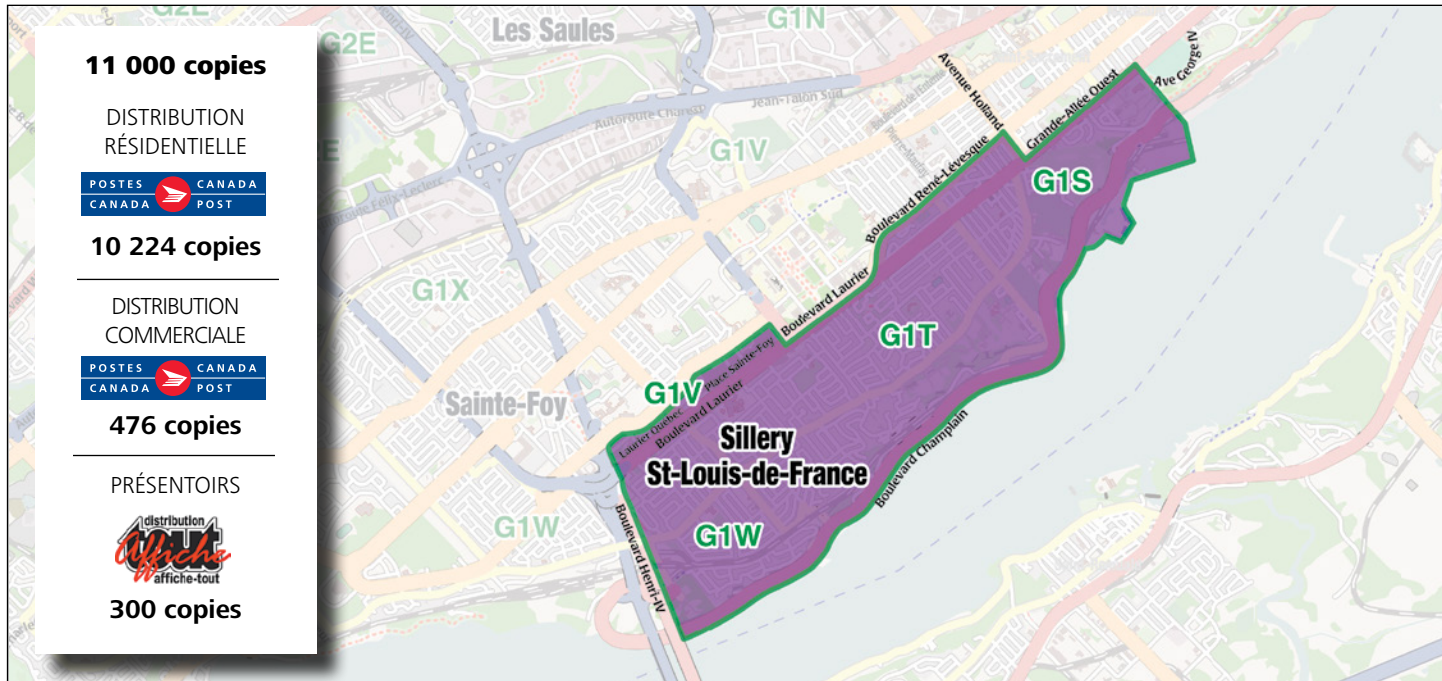 11 000 copies
DISTRIBUTION
RÉSIDENTIELLE
POSTES CANADA
CANADA POST
10 224 copies
DISTRIBUTION
COMMERCIALE
POSTES CANADA
CANADA POST
476 copies
PRÉSENTOIRS
distribution
tout
Affiche
affiche-tout
300 copies
G2E
G1N
Les Saules
G2E
Avenue Holland
Grande-Allée Ouest
Ave George IV
Jean-Talon Sud
Autoroute Charest
G1V
Boulevard René-Lévesque
G1S
G1X
Boulevard Laurier
G1T
Place Sainte-Foy
G1V
Sainte-Foy
Laurier Québec
Boulevard Laurier
Sillery
St-Louis-de-France
Boulevard Champlain
G1W
G1W
Boulevard Henri-IV